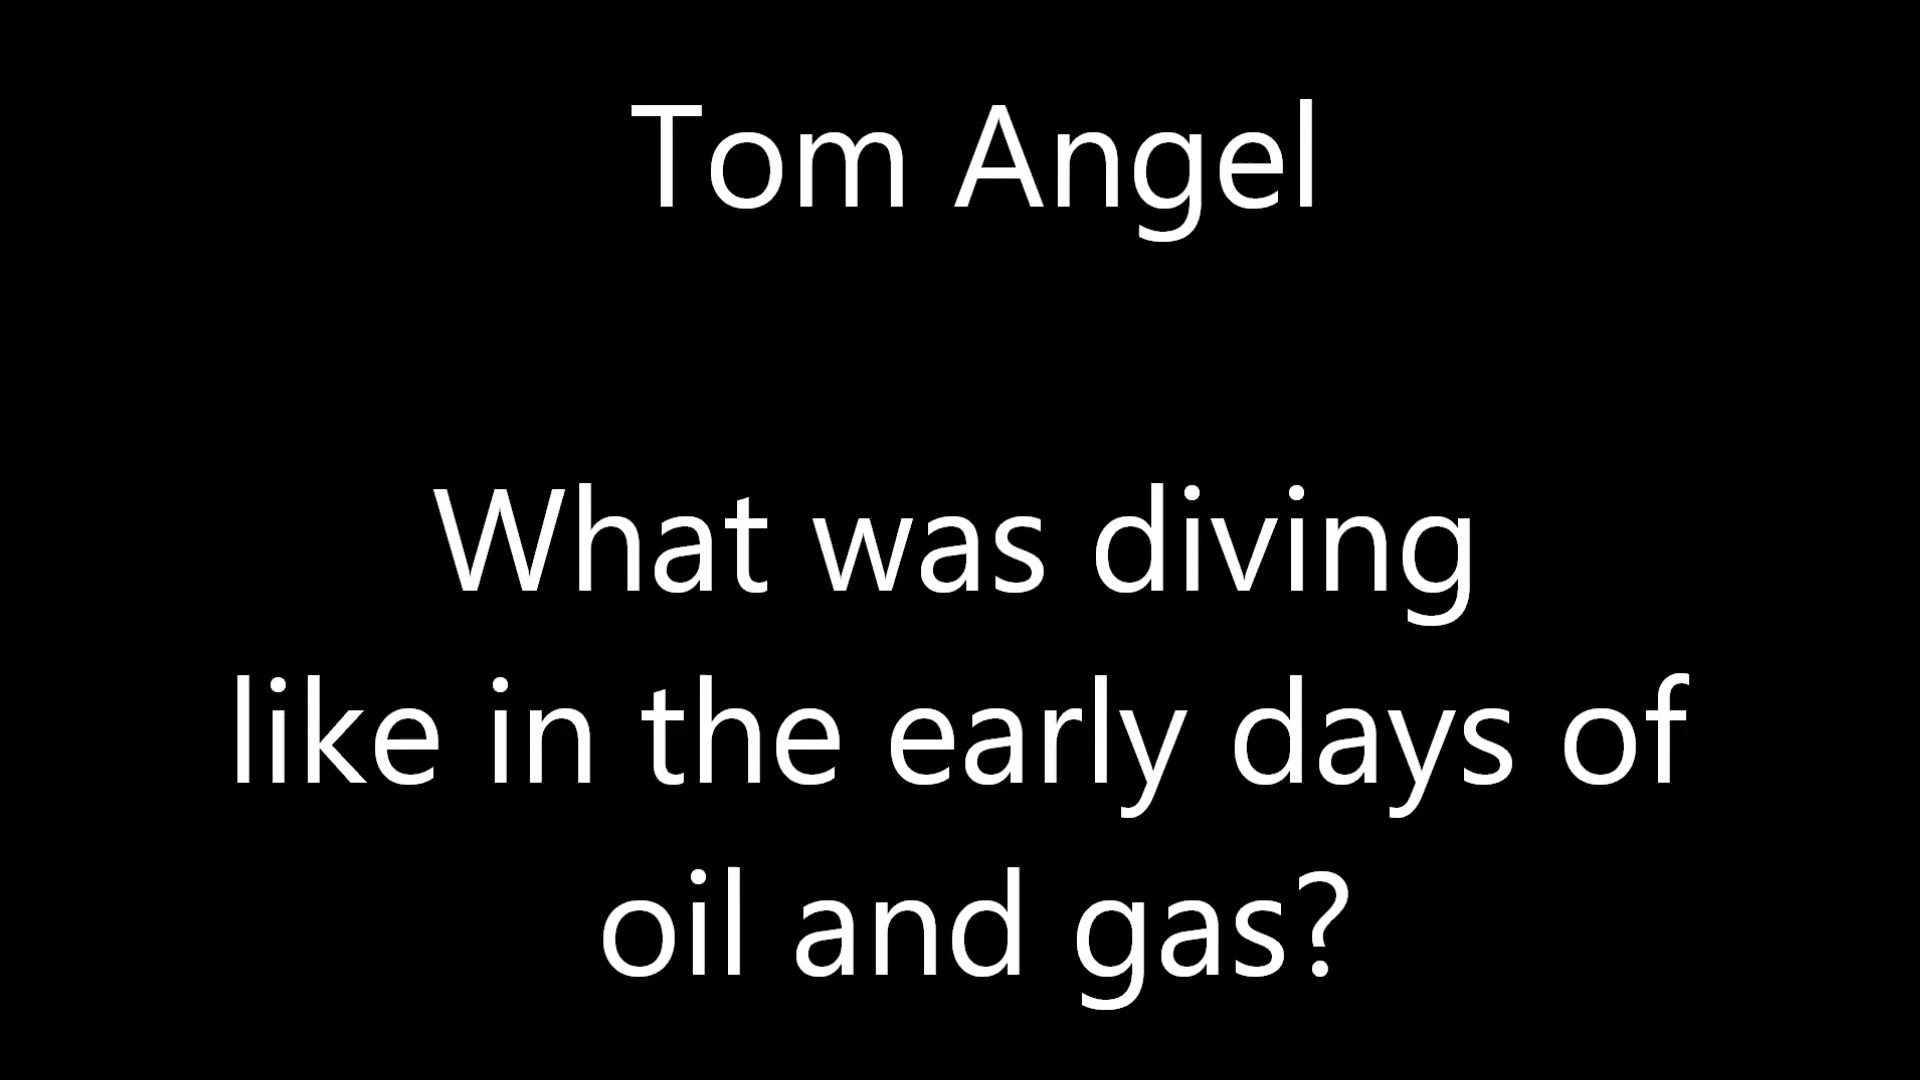 Tom Angel
What was diving
like in the early days of
oil and gas?